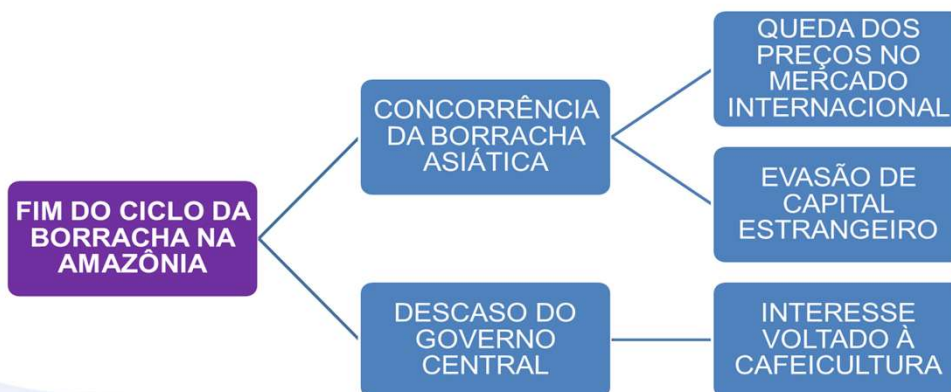 FIM DO CICLO DA
BORRACHA NA
AMAZÔNIA
CONCORRÊNCIA
DA BORRACHA
ASIÁTICA
QUEDA DOS
PREÇOS NO
MERCADO
INTERNACIONAL
EVASÃO DE
CAPITAL
ESTRANGEIRO
DESCASO DO
GOVERNO
CENTRAL
INTERESSE
VOLTADO À
CAFEICULTURA